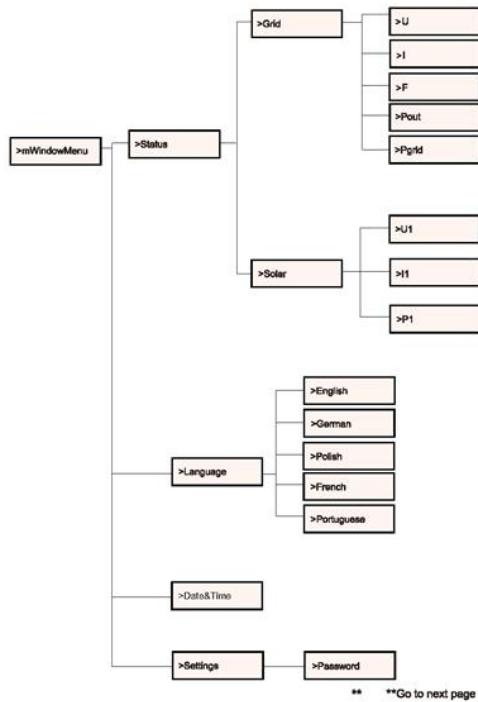 >mWindowMenu
>Status
>Grid
>U
>I
>F
>Pout
>Pgrid
>Solar
>U1
>I1
>P1
>Language
>English
>German
>Polish
>French
>Portuguese
>Date&Time
>Settings
>Password
** **Go to next page